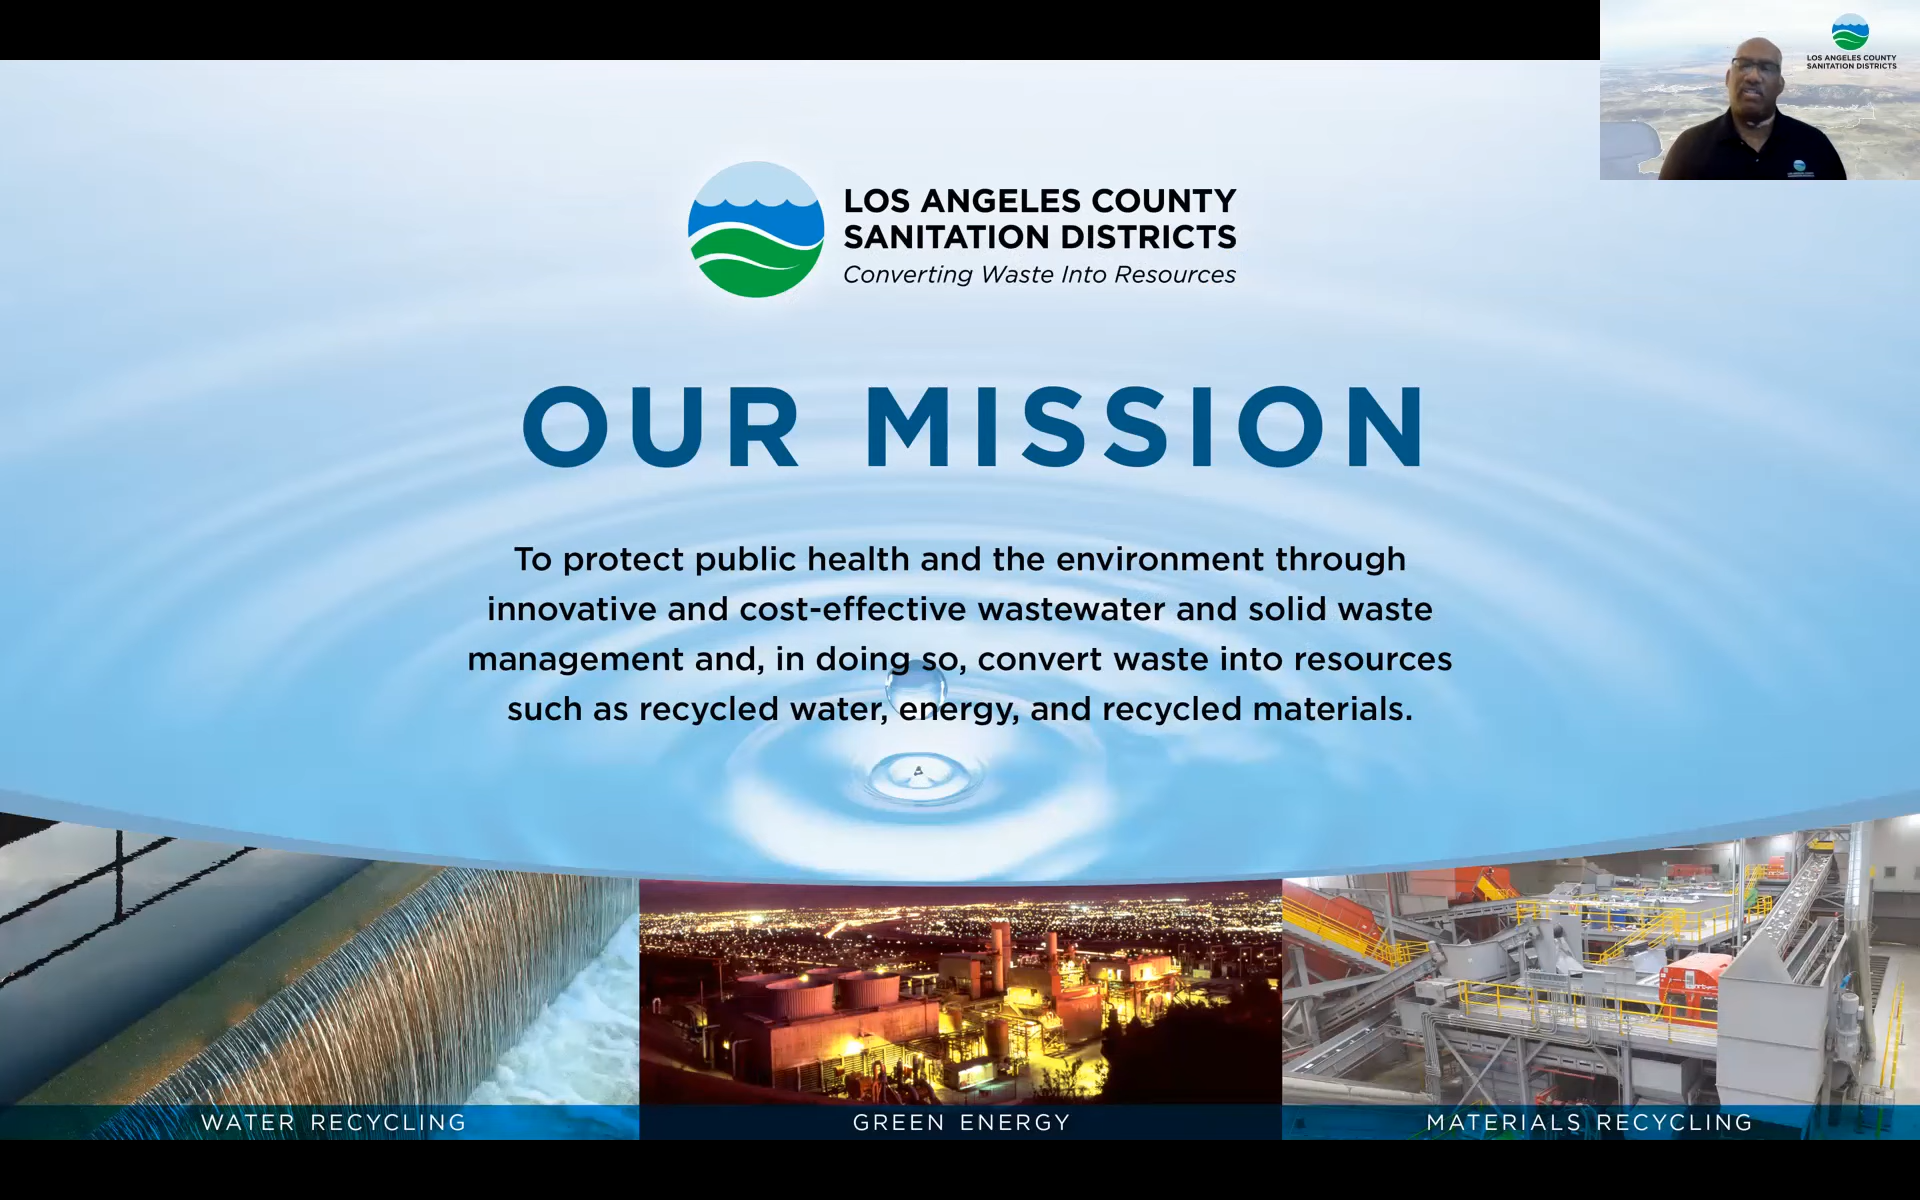 LOS ANGELES COUNTY
SANITATION DISTRICTS
LOS ANGELES COUNTY
SANITATION DISTRICTS
Converting Waste Into Resources
OUR MISSION
To protect public health and the environment through
innovative and cost-effective wastewater and solid waste
management and, in doing so, convert waste into resources
such as recycled water, energy, and recycled materials.
WATER RECYCLING
GREEN ENERGY
MATERIALS RECYCLING